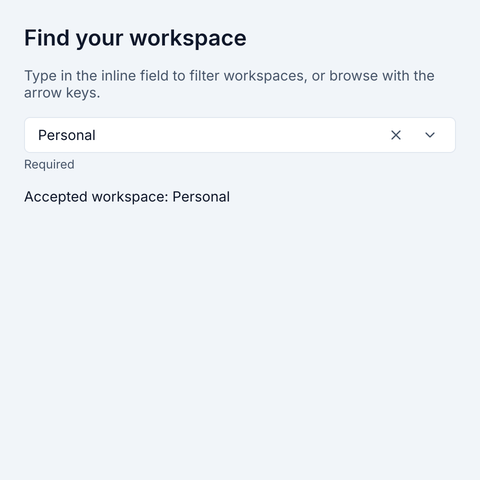 Find your workspace
Type in the inline field to filter workspaces, or browse with the
arrow keys.
Personal
Required
Accepted workspace: Personal